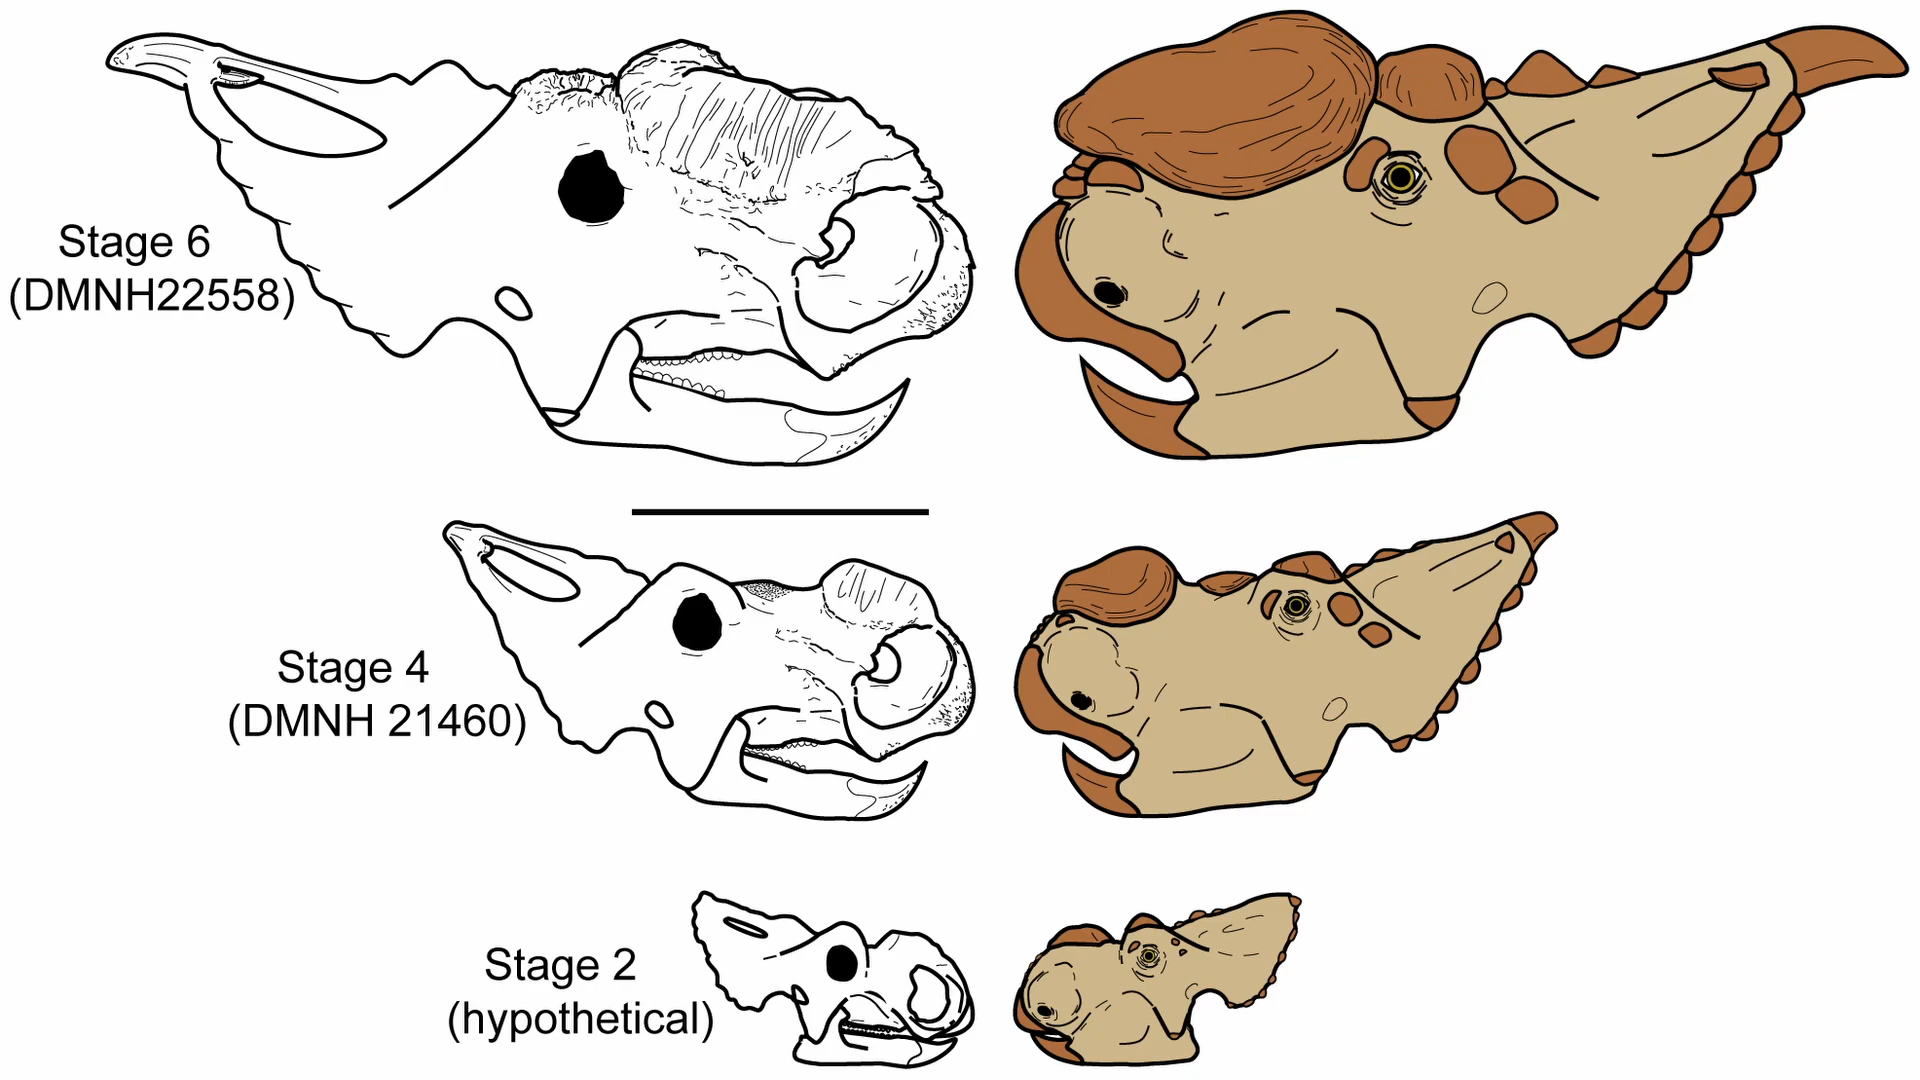 Stage 6
(DMNH22558)
Stage 4
(DMNH 21460)
Stage 2
(hypothetical)